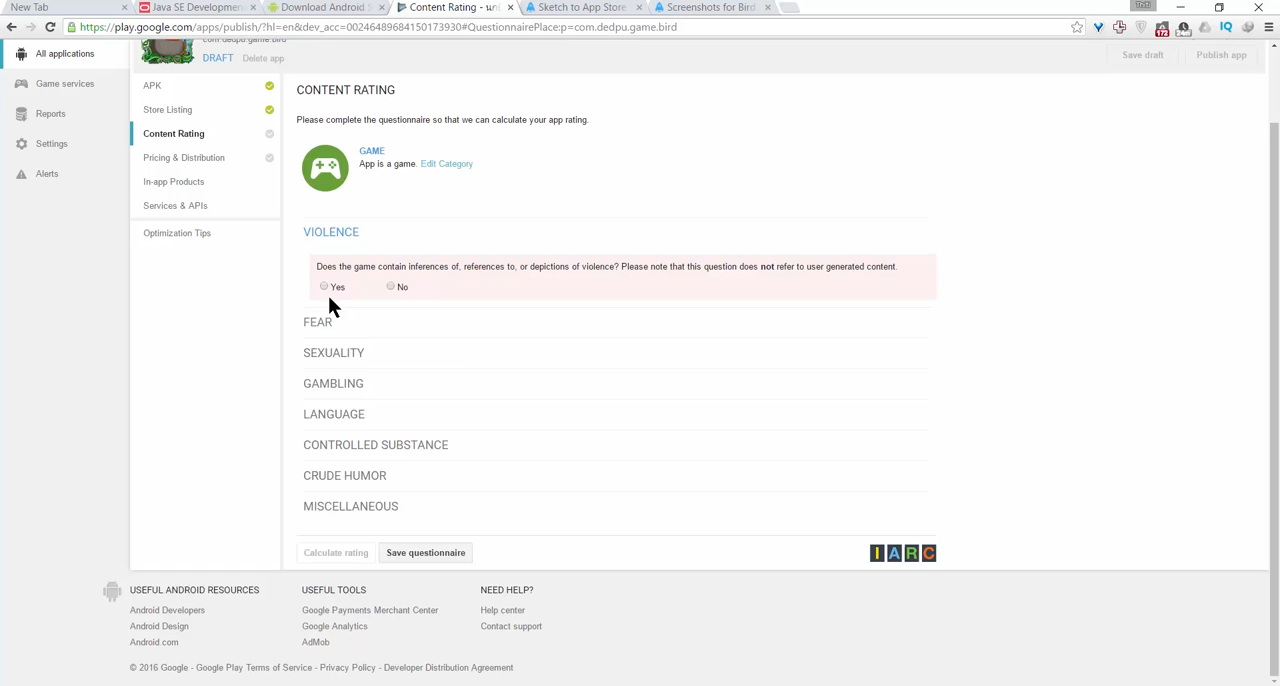 New Tab
Java SE Developmen
Download Android S
Content Rating - un
Sketch to App Store
Screenshots for Bird
https://play.google.com/apps/publish/?hl=en&dev_acc=00246489684150173930#QuestionnairePlace:p=com.dedpu.game.bird
All applications
Game services
Reports
Settings
Alerts
com.dedpu.game.bird
DRAFT Delete app
Save draft
Publish app
APK
Store Listing
Content Rating
Pricing & Distribution
In-app Products
Services & APIs
Optimization Tips
CONTENT RATING
Please complete the questionnaire so that we can calculate your app rating.
GAME
App is a game. Edit Category
VIOLENCE
Does the game contain inferences of, references to, or depictions of violence? Please note that this question does not refer to user generated content.
Yes No
FEAR
SEXUALITY
GAMBLING
LANGUAGE
CONTROLLED SUBSTANCE
CRUDE HUMOR
MISCELLANEOUS
Calculate rating Save questionnaire
IARC
USEFUL ANDROID RESOURCES
Android Developers
Android Design
Android.com
USEFUL TOOLS
Google Payments Merchant Center
Google Analytics
AdMob
NEED HELP?
Help center
Contact support
© 2016 Google - Google Play Terms of Service - Privacy Policy - Developer Distribution Agreement